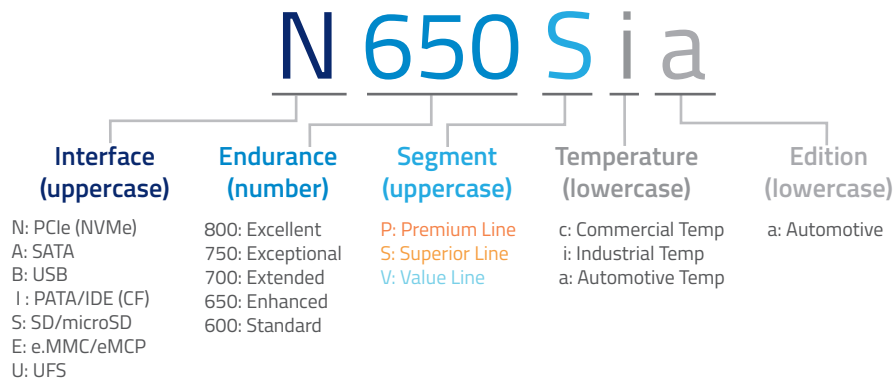 N 650 S i a
Interface
(uppercase)
N: PCIe (NVMe)
A: SATA
B: USB
I : PATA/IDE (CF)
S: SD/microSD
E: e.MMC/eMCP
U: UFS
Endurance
(number)
800: Excellent
750: Exceptional
700: Extended
650: Enhanced
600: Standard
Segment
(uppercase)
P: Premium Line
S: Superior Line
V: Value Line
Temperature
(lowercase)
c: Commercial Temp
i: Industrial Temp
a: Automotive Temp
Edition
(lowercase)
a: Automotive